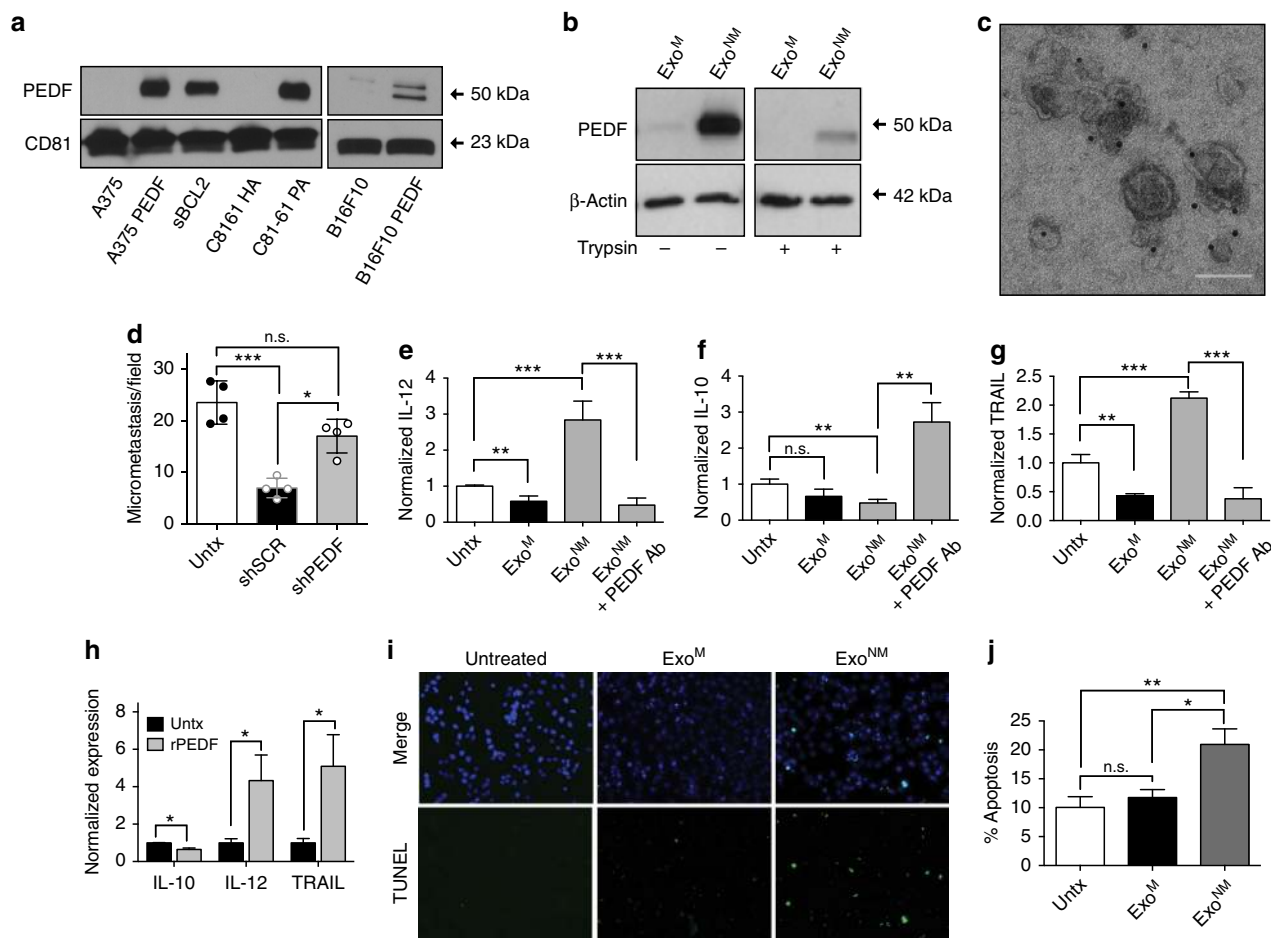 a
PEDF
CD81
50 kDa
23 kDa
A375
A375 PEDF
sBCL2
C8161 HA
C81-61 PA
B16F10
B16F10 PEDF
b
Exo^M
Exo^NM
Exo^M
Exo^NM
PEDF
β-Actin
50 kDa
42 kDa
Trypsin − − + +
c
d
Micrometastasis/field
30
20
10
0
n.s.
***
*
Untx
shSCR
shPEDF
e
Normalized IL-12
4
3
2
1
0
***
***
**
Untx
Exo^M
Exo^NM
Exo^NM
+ PEDF Ab
f
Normalized IL-10
4
3
2
1
0
**
**
n.s.
Untx
Exo^M
Exo^NM
Exo^NM
+ PEDF Ab
g
Normalized TRAIL
2.5
2.0
1.5
1.0
0.5
0.0
***
***
**
Untx
Exo^M
Exo^NM
Exo^NM
+ PEDF Ab
h
Normalized expression
8
6
4
2
0
Untx
rPEDF
*
*
*
IL-10
IL-12
TRAIL
i
Untreated
Exo^M
Exo^NM
Merge
TUNEL
j
% Apoptosis
25
20
15
10
5
0
**
*
n.s.
Untx
Exo^M
Exo^NM